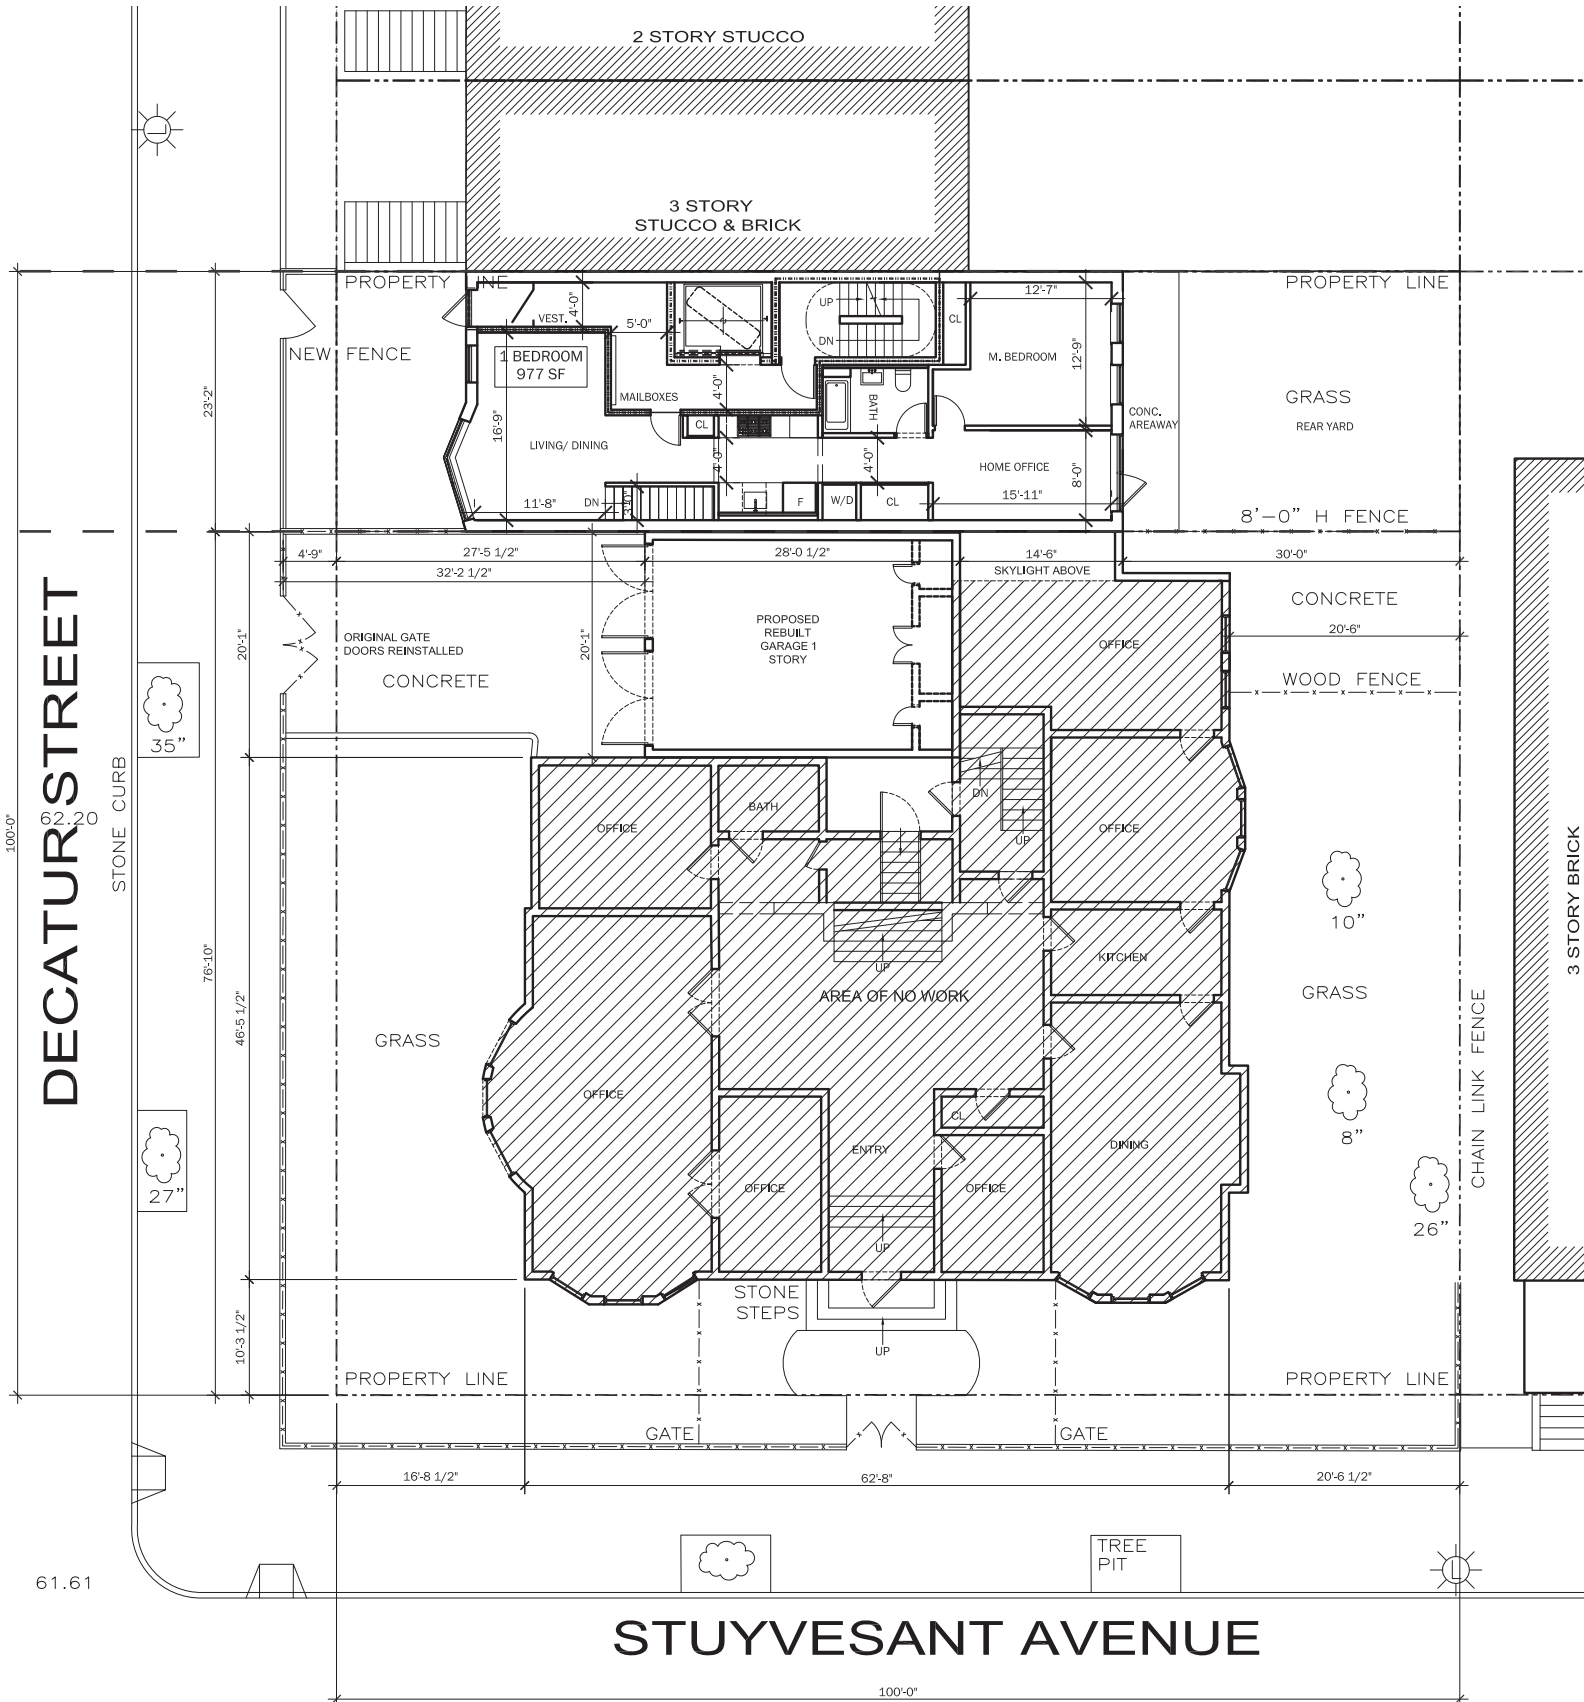 2 STORY STUCCO
3 STORY
STUCCO & BRICK
PROPERTY LINE
PROPERTY LINE
12'-7"
VEST.
4'-0"
5'-0"
UP
DN
CL
M. BEDROOM
12'-9"
NEW FENCE
1 BEDROOM
977 SF
MAILBOXES
4'-0"
BATH
CONC.
AREAWAY
GRASS
REAR YARD
23'-2"
16'-9"
CL
LIVING/ DINING
4'-0"
4'-0"
HOME OFFICE
8'-0"
11'-8"
DN
3'-0"
F
W/D
CL
15'-11"
8'-0" H FENCE
4'-9"
27'-5 1/2"
28'-0 1/2"
14'-6"
30'-0"
32'-2 1/2"
SKYLIGHT ABOVE
CONCRETE
20'-6"
ORIGINAL GATE
DOORS REINSTALLED
20'-1"
20'-1"
PROPOSED
REBUILT
GARAGE 1
STORY
OFFICE
CONCRETE
WOOD FENCE
35"
DECATUR STREET
STONE CURB
62.20
100'-0"
76'-10"
OFFICE
BATH
DN
UP
OFFICE
3 STORY BRICK
10"
UP
KITCHEN
AREA OF NO WORK
GRASS
46'-5 1/2"
GRASS
CHAIN LINK FENCE
OFFICE
CL
8"
ENTRY
DINING
27"
OFFICE
OFFICE
26"
UP
STONE
STEPS
UP
10'-3 1/2"
PROPERTY LINE
PROPERTY LINE
GATE
GATE
16'-8 1/2"
62'-8"
20'-6 1/2"
TREE
PIT
L
L
61.61
STUYVESANT AVENUE
100'-0"